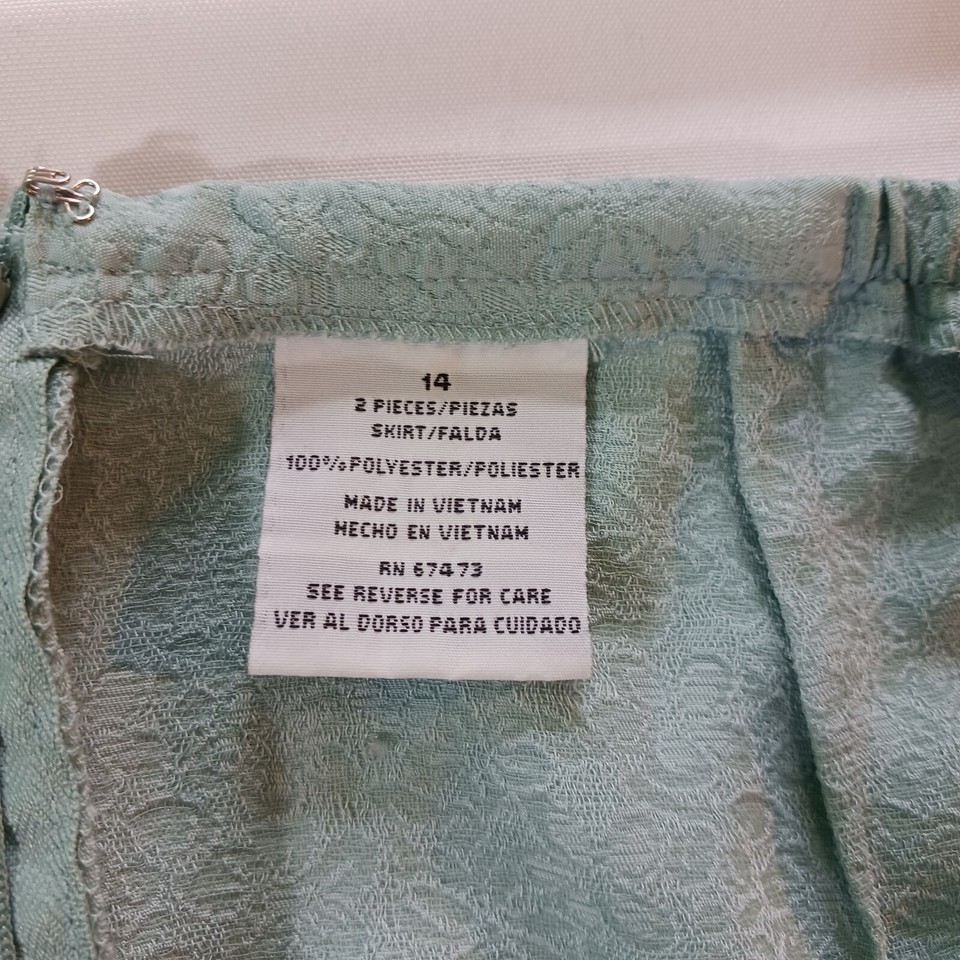 14
2 PIECES/PIEZAS
SKIRT/FALDA
100%POLYESTER/POLIESTER
MADE IN VIETNAM
HECHO EN VIETNAM
RN 67473
SEE REVERSE FOR CARE
VER AL DORSO PARA CUIDADO